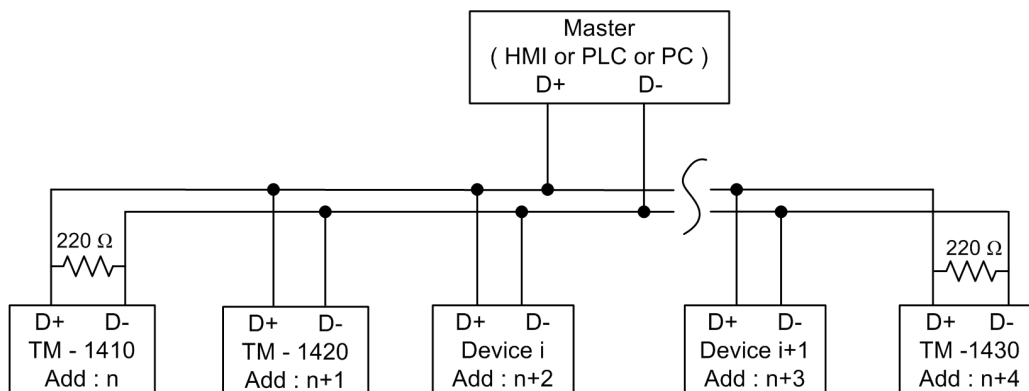 Master
( HMI or PLC or PC )
D+ D-
220 Ω
220 Ω
D+ D-
TM - 1410
Add : n
D+ D-
TM - 1420
Add : n+1
D+ D-
Device i
Add : n+2
D+ D-
Device i+1
Add : n+3
D+ D-
TM -1430
Add : n+4